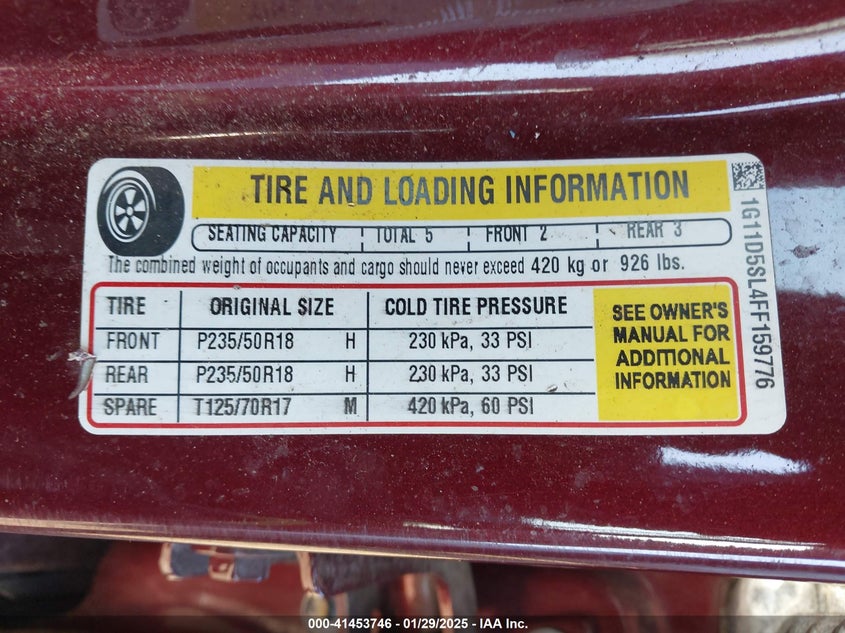 TIRE AND LOADING INFORMATION
SEATING CAPACITY TOTAL 5 FRONT 2 REAR 3
The combined weight of occupants and cargo should never exceed 420 kg or 926 lbs.
TIRE ORIGINAL SIZE COLD TIRE PRESSURE
FRONT P235/50R18 H 230 kPa, 33 PSI
REAR P235/50R18 H 230 kPa, 33 PSI
SPARE T125/70R17 M 420 kPa, 60 PSI
SEE OWNER'S
MANUAL FOR
ADDITIONAL
INFORMATION
1G11D5SL4FF159776
000-41453746 - 01/29/2025 - IAA Inc.